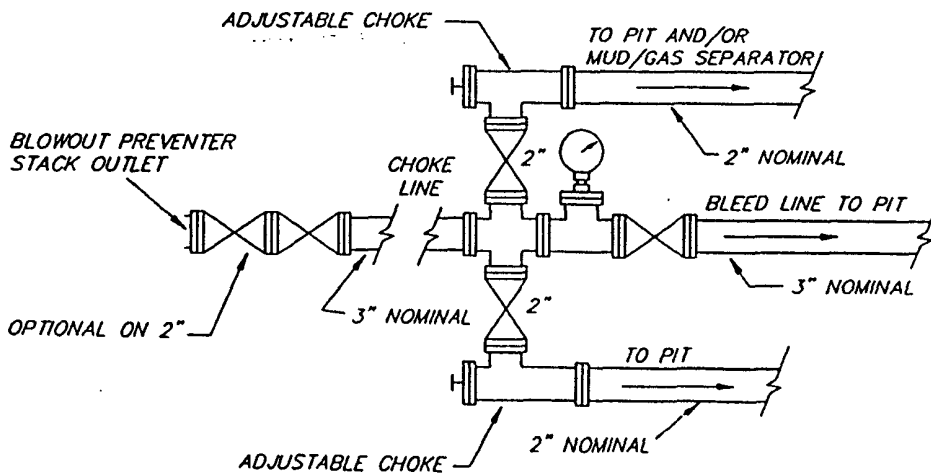 ADJUSTABLE CHOKE
TO PIT AND/OR
MUD/GAS SEPARATOR
BLOWOUT PREVENTER
STACK OUTLET
2"
CHOKE
LINE
2" NOMINAL
BLEED LINE TO PIT
OPTIONAL ON 2"
3" NOMINAL
2"
3" NOMINAL
TO PIT
2" NOMINAL
ADJUSTABLE CHOKE